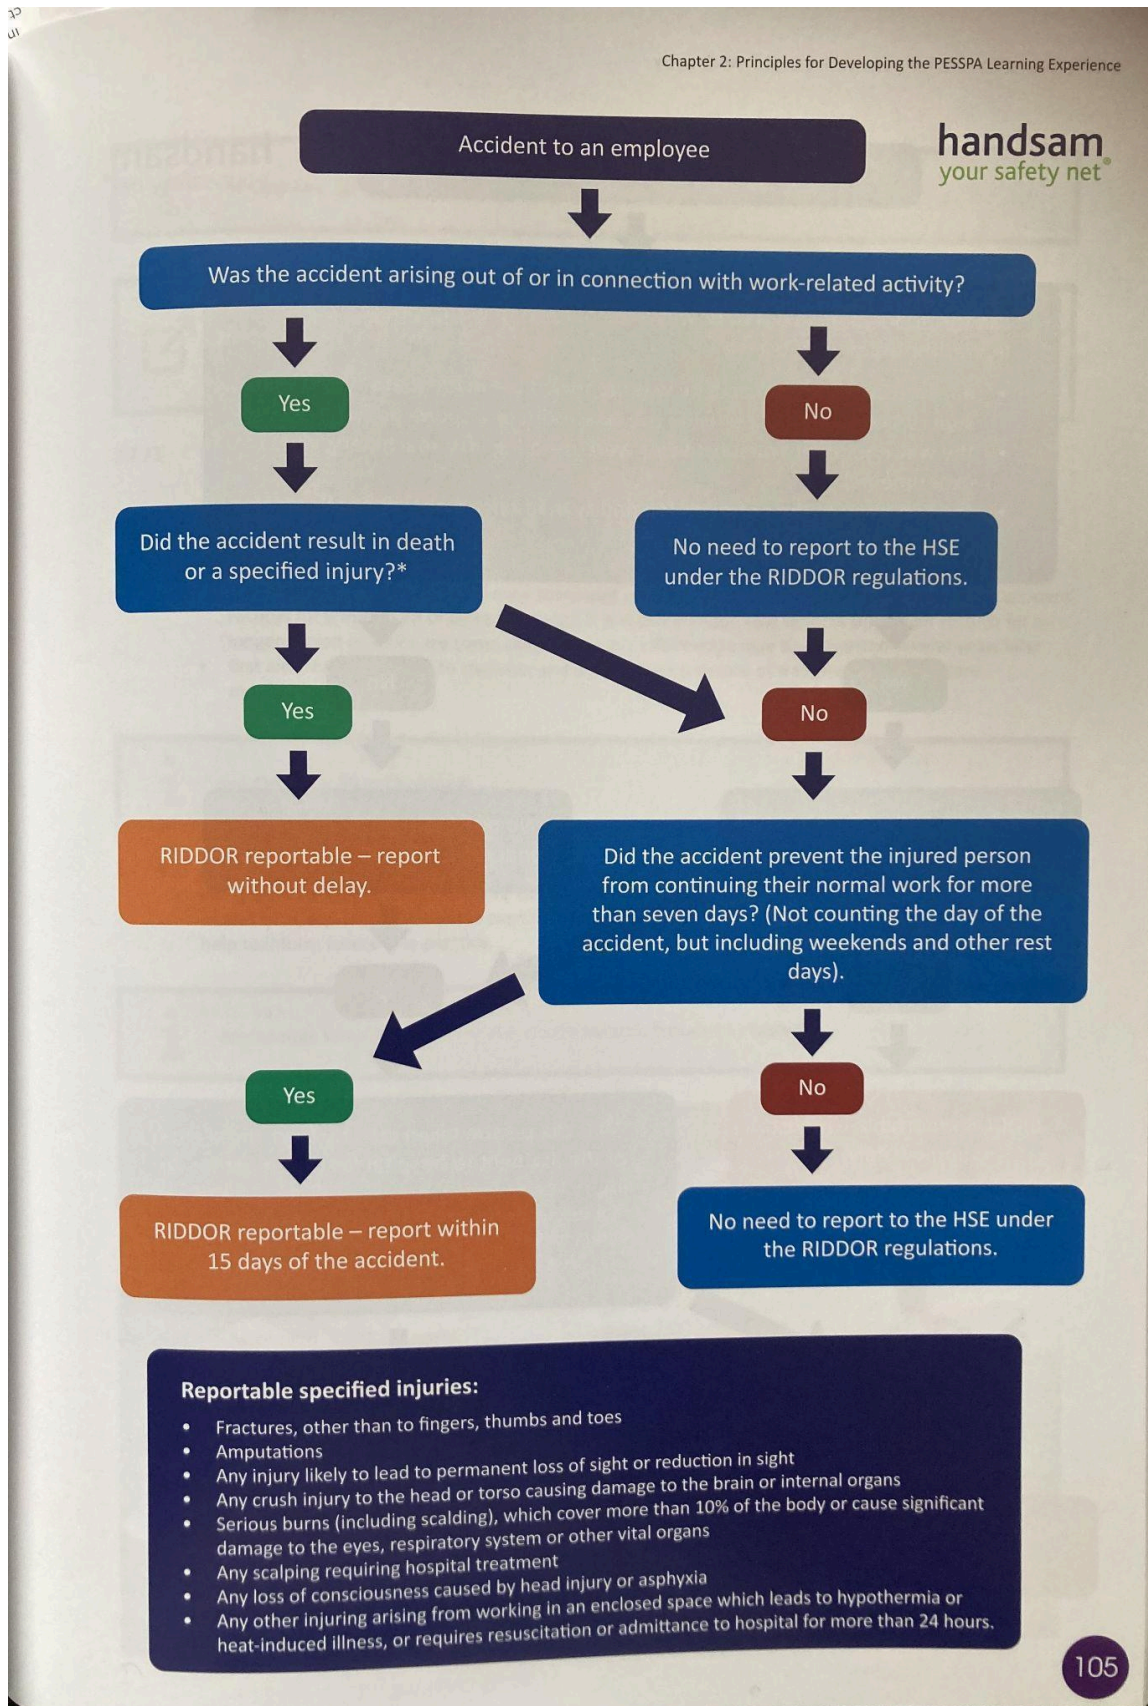 Chapter 2: Principles for Developing the PESSPA Learning Experience
Accident to an employee
handsam
your safety net®
Was the accident arising out of or in connection with work-related activity?
Yes
No
Did the accident result in death
or a specified injury?*
No need to report to the HSE
under the RIDDOR regulations.
Yes
No
RIDDOR reportable – report
without delay.
Did the accident prevent the injured person
from continuing their normal work for more
than seven days? (Not counting the day of the
accident, but including weekends and other rest
days).
Yes
No
RIDDOR reportable – report within
15 days of the accident.
No need to report to the HSE under
the RIDDOR regulations.
Reportable specified injuries:
• Fractures, other than to fingers, thumbs and toes
• Amputations
• Any injury likely to lead to permanent loss of sight or reduction in sight
• Any crush injury to the head or torso causing damage to the brain or internal organs
• Serious burns (including scalding), which cover more than 10% of the body or cause significant
damage to the eyes, respiratory system or other vital organs
• Any scalping requiring hospital treatment
• Any loss of consciousness caused by head injury or asphyxia
• Any other injuring arising from working in an enclosed space which leads to hypothermia or
heat-induced illness, or requires resuscitation or admittance to hospital for more than 24 hours.
105